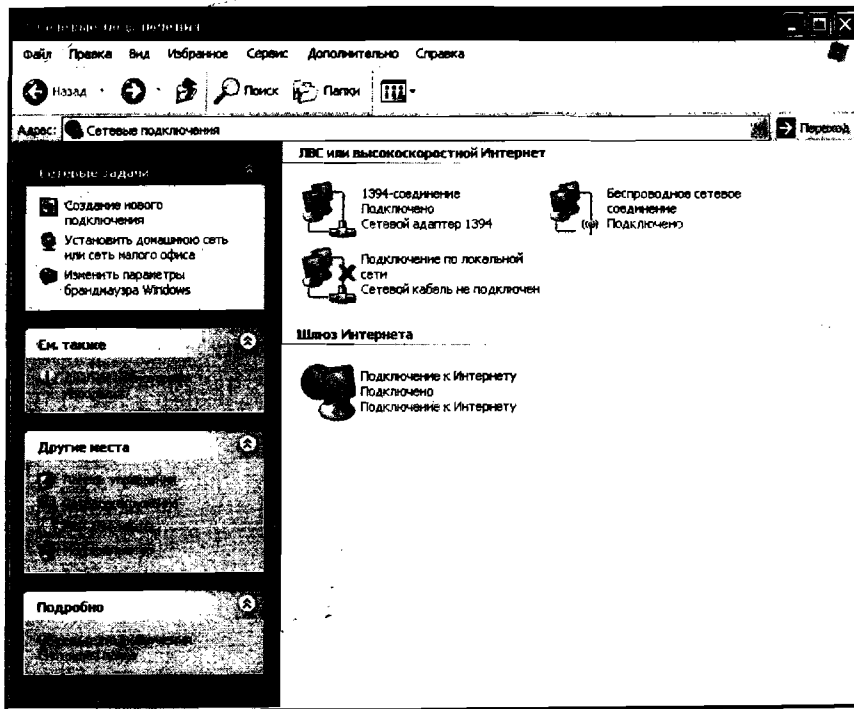 Файл Правка Вид Избранное Сервис Дополнительно Справка
Назад Поиск Папки
Адрес: Сетевые подключения Переход
Сетевые задачи
Создание нового
подключения
Установить домашнюю сеть
или сеть малого офиса
Изменить параметры
брандмауэра Windows
См. также
Другие места
Подробно
ЛВС или высокоскоростной Интернет
1394-соединение
Подключено
Сетевой адаптер 1394
Беспроводное сетевое
соединение
Подключено
Подключение по локальной
сети
Сетевой кабель не подключен
Шлюз Интернета
Подключение к Интернету
Подключено
Подключение к Интернету